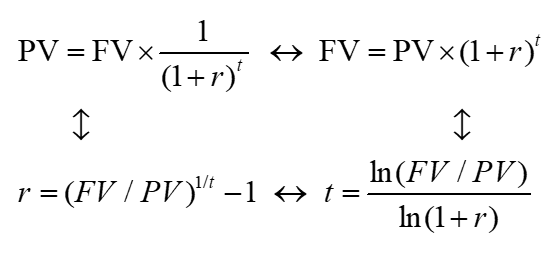 PV = FV × 1/(1+r)^t ↔ FV = PV × (1+r)^t
↕ ↕
r = (FV / PV)^1/t − 1 ↔ t = ln(FV / PV)/ln(1+r)